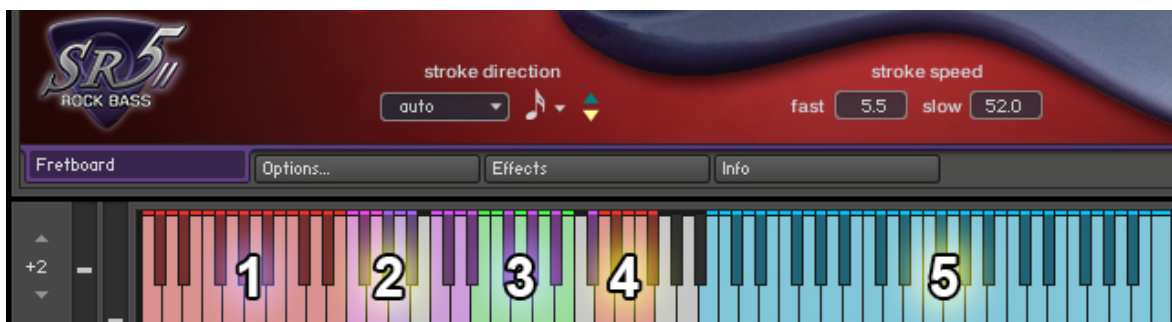 SR5II
ROCK BASS
stroke direction
auto
stroke speed
fast 5.5 slow 52.0
Fretboard Options... Effects Info
+2
1 2 3 4 5